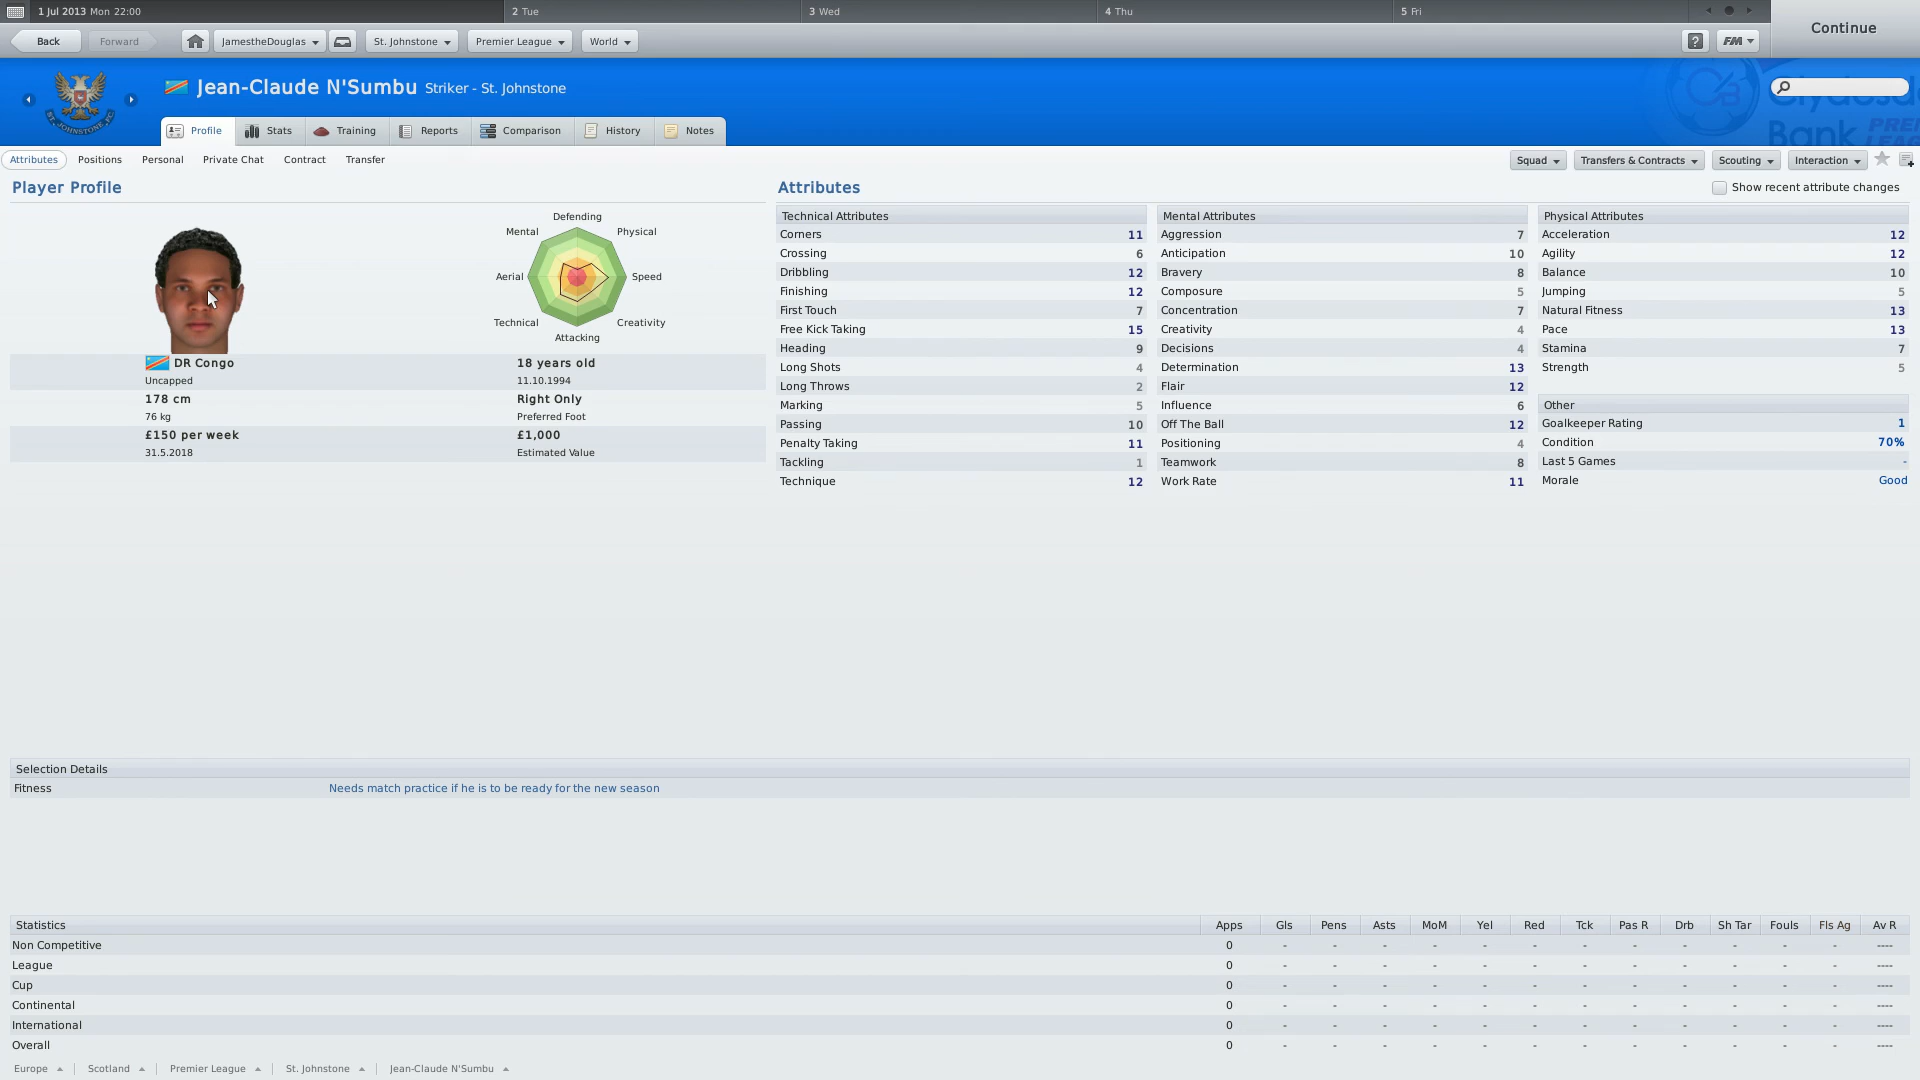 1 Jul 2013 Mon 22:00 2 Tue 3 Wed 4 Thu 5 Fri
Continue
Back Forward JamestheDouglas St. Johnstone Premier League World ? FM
Jean-Claude N'Sumbu Striker - St. Johnstone
Profile Stats Training Reports Comparison History Notes
Bank
Attributes Positions Personal Private Chat Contract Transfer Squad Transfers & Contracts Scouting Interaction
Player Profile
Defending
Mental Physical
Aerial Speed
Technical Creativity
Attacking
DR Congo 18 years old
Uncapped 11.10.1994
178 cm Right Only
76 kg Preferred Foot
£150 per week £1,000
31.5.2018 Estimated Value
Attributes Show recent attribute changes
Technical Attributes
Corners 11
Crossing 6
Dribbling 12
Finishing 12
First Touch 7
Free Kick Taking 15
Heading 9
Long Shots 4
Long Throws 2
Marking 5
Passing 10
Penalty Taking 11
Tackling 1
Technique 12
Mental Attributes
Aggression 7
Anticipation 10
Bravery 8
Composure 5
Concentration 7
Creativity 4
Decisions 4
Determination 13
Flair 12
Influence 6
Off The Ball 12
Positioning 4
Teamwork 8
Work Rate 11
Physical Attributes
Acceleration 12
Agility 12
Balance 10
Jumping 5
Natural Fitness 13
Pace 13
Stamina 7
Strength 5
Other
Goalkeeper Rating 1
Condition 70%
Last 5 Games -
Morale Good
Selection Details
Fitness Needs match practice if he is to be ready for the new season
Statistics Apps Gls Pens Asts MoM Yel Red Tck Pas R Drb Sh Tar Fouls Fls Ag Av R
Non Competitive 0 - - - - - - - - - - - - ----
League 0 - - - - - - - - - - - - ----
Cup 0 - - - - - - - - - - - - ----
Continental 0 - - - - - - - - - - - - ----
International 0 - - - - - - - - - - - - ----
Overall 0 - - - - - - - - - - - - ----
Europe Scotland Premier League St. Johnstone Jean-Claude N'Sumbu